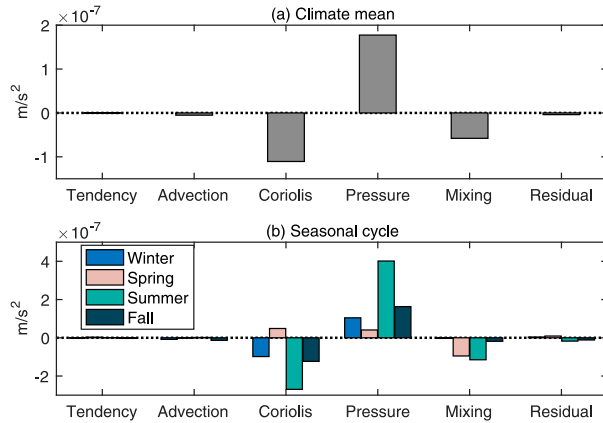 (a) Climate mean
×10⁻⁷
2
1
0
-1
m/s²
Tendency Advection Coriolis Pressure Mixing Residual
(b) Seasonal cycle
×10⁻⁷
4
2
0
-2
m/s²
Winter
Spring
Summer
Fall
Tendency Advection Coriolis Pressure Mixing Residual